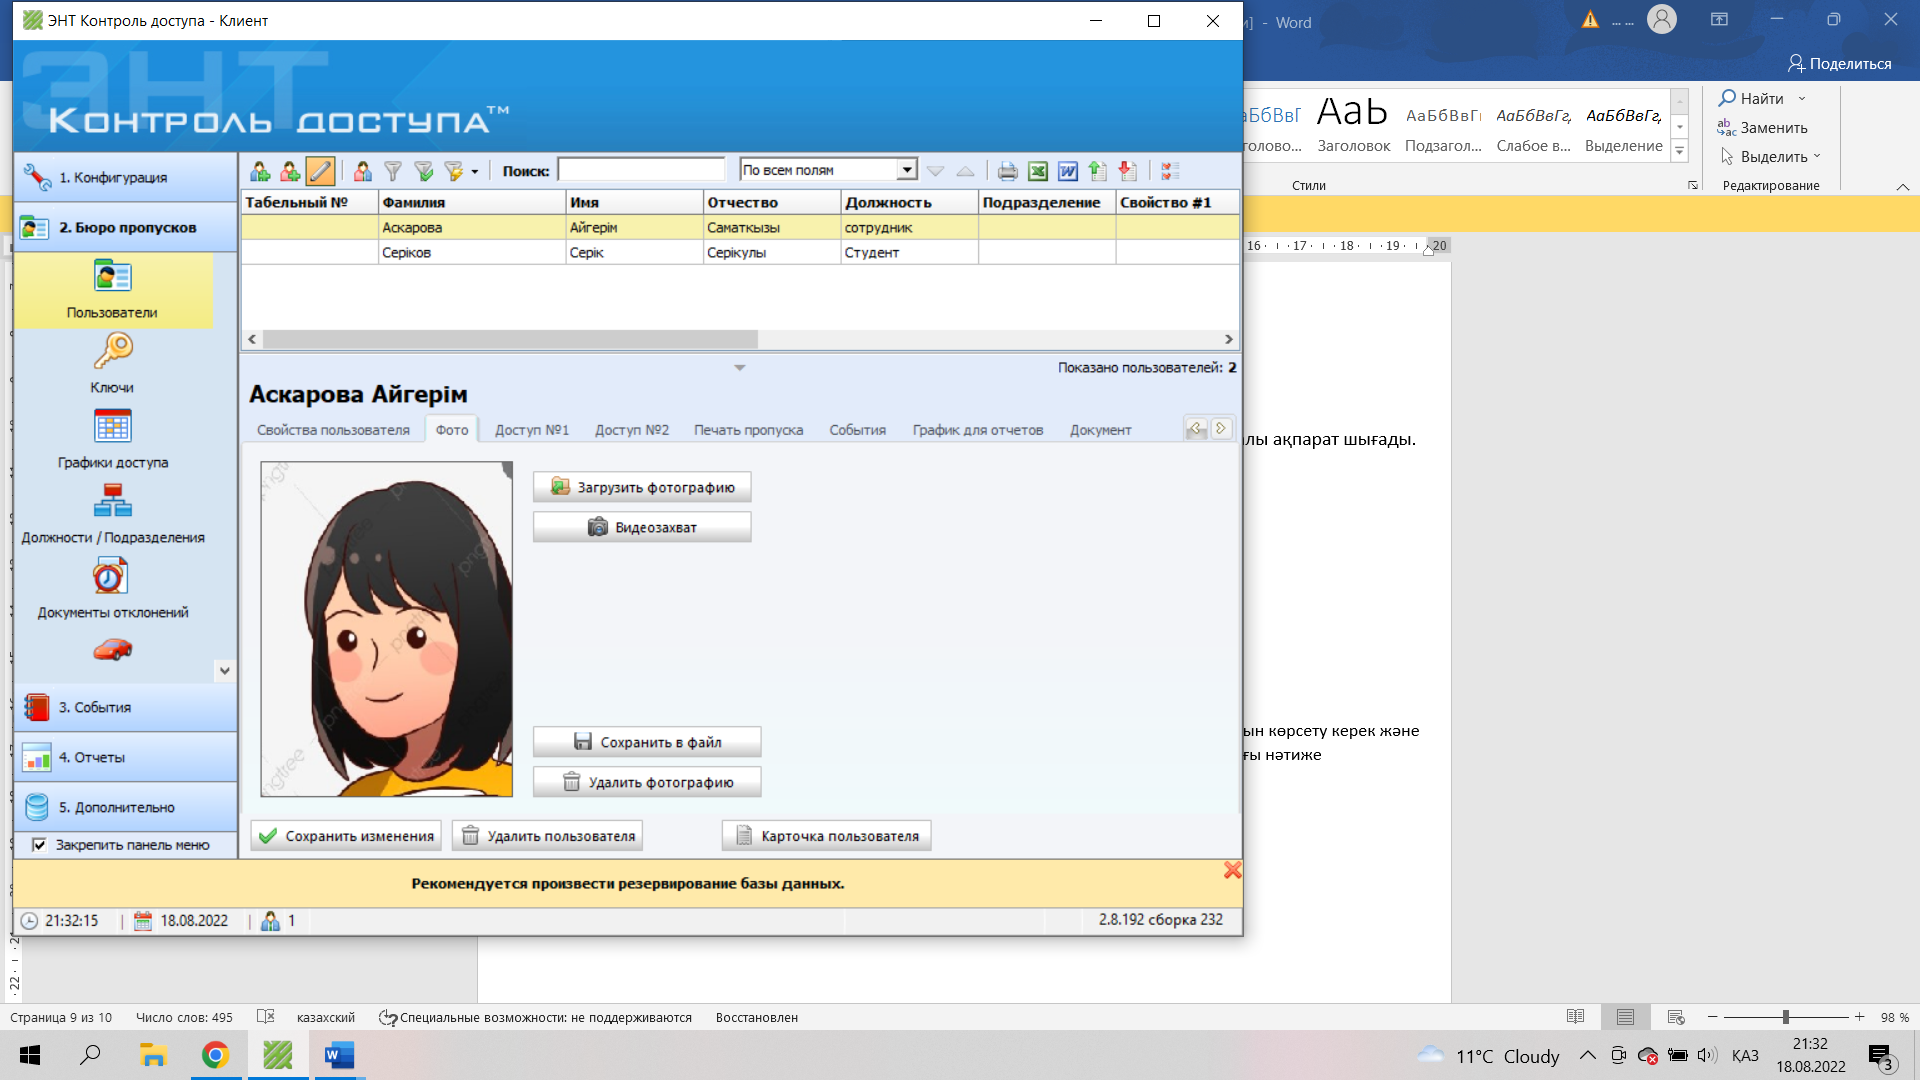 ЭНТ Контроль доступа - Клиент
ЭНТ
Контроль доступа™
- Word
Поделиться
АаЬ
Заголовок
Подзагол...
Слабое в...
Выделение
Стили
Найти
Заменить
Выделить
Редактирование
1. Конфигурация
2. Бюро пропусков
Пользователи
Ключи
Графики доступа
Должности / Подразделения
Документы отклонений
3. События
4. Отчеты
5. Дополнительно
Закрепить панель меню
Поиск:
По всем полям
Табельный № Фамилия Имя Отчество Должность Подразделение Свойство #1
Аскарова Айгерім Саматкызы сотрудник
Серіков Серік Серікулы Студент
Показано пользователей: 2
Аскарова Айгерім
Свойства пользователя Фото Доступ №1 Доступ №2 Печать пропуска События График для отчетов Документ
pngtree
Загрузить фотографию
Видеозахват
Сохранить в файл
Удалить фотографию
Сохранить изменения Удалить пользователя Карточка пользователя
Рекомендуется произвести резервирование базы данных.
21:32:15 | 18.08.2022 | 1 2.8.192 сборка 232
16 17 18 19 20
лы ақпарат шығады.
ын көрсету керек және
ғы нәтиже
Страница 9 из 10 Число слов: 495 казахский Специальные возможности: не поддерживаются Восстановлен 98 %
11°C Cloudy ҚАЗ
21:32
18.08.2022
3